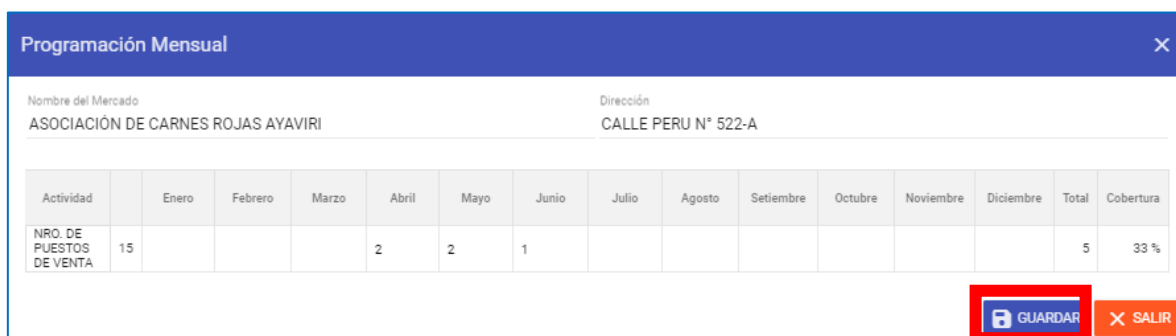 Programación Mensual
Nombre del Mercado Dirección
ASOCIACIÓN DE CARNES ROJAS AYAVIRI CALLE PERU N° 522-A
Actividad Enero Febrero Marzo Abril Mayo Junio Julio Agosto Setiembre Octubre Noviembre Diciembre Total Cobertura
NRO. DE
PUESTOS
DE VENTA
15 2 2 1 5 33 %
GUARDAR SALIR